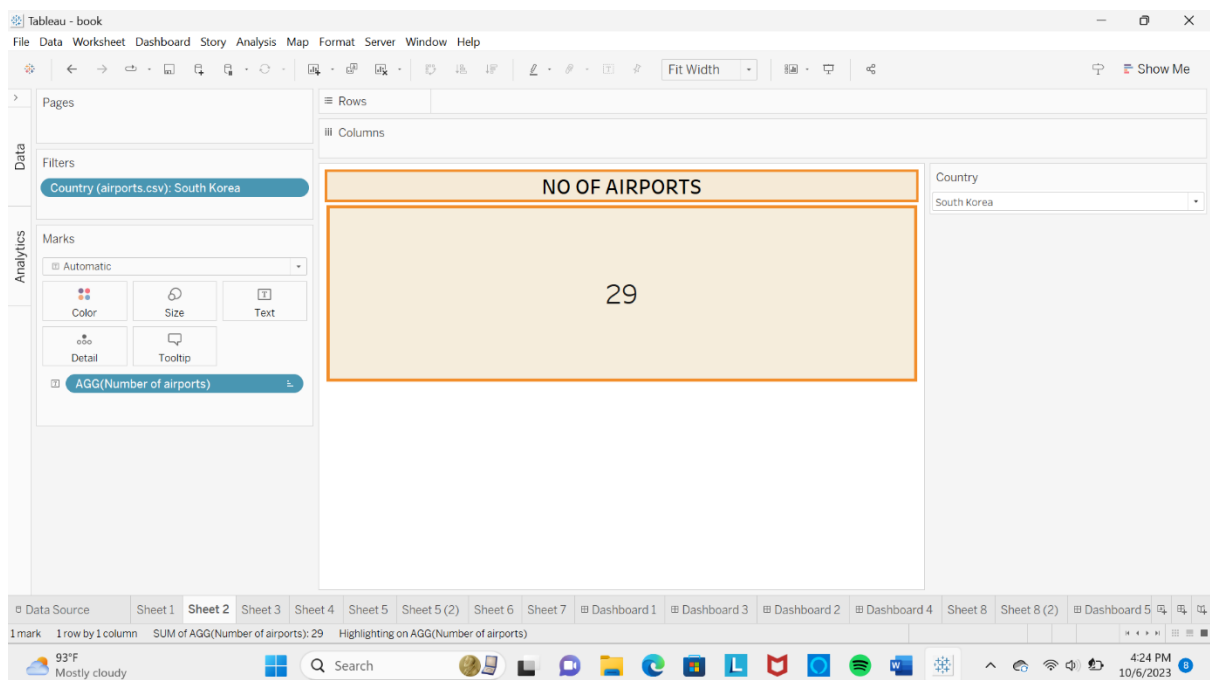 Tableau - book
File Data Worksheet Dashboard Story Analysis Map Format Server Window Help
Fit Width
Show Me
Data
Analytics
Pages
Filters
Country (airports.csv): South Korea
Marks
Automatic
Color Size Text
Detail Tooltip
AGG(Number of airports)
Rows
Columns
NO OF AIRPORTS
29
Country
South Korea
Data Source Sheet 1 Sheet 2 Sheet 3 Sheet 4 Sheet 5 Sheet 5 (2) Sheet 6 Sheet 7 Dashboard 1 Dashboard 3 Dashboard 2 Dashboard 4 Sheet 8 Sheet 8 (2) Dashboard 5
1 mark 1 row by 1 column SUM of AGG(Number of airports): 29 Highlighting on AGG(Number of airports)
93°F
Mostly cloudy
Search
4:24 PM
10/6/2023
8